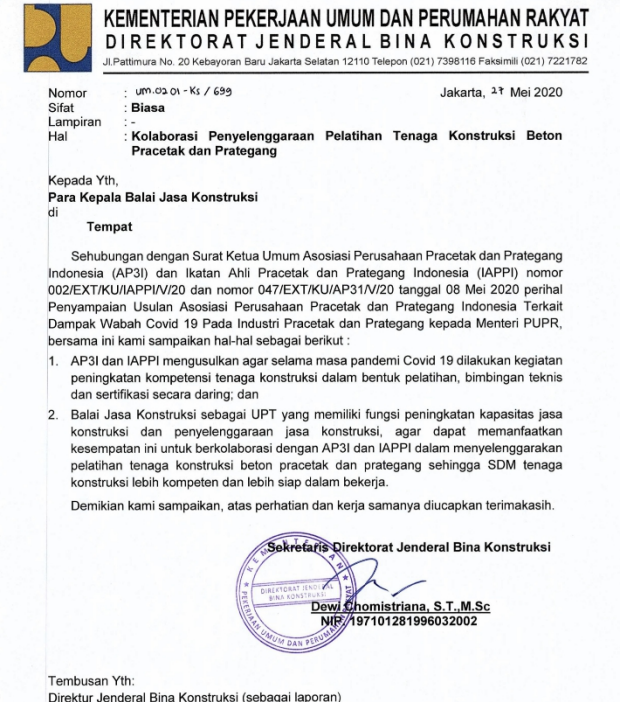 KEMENTERIAN PEKERJAAN UMUM DAN PERUMAHAN RAKYAT
DIREKTORAT JENDERAL BINA KONSTRUKSI
Jl.Pattimura No. 20 Kebayoran Baru Jakarta Selatan 12110 Telepon (021) 7398116 Faksimili (021) 7221782
Nomor : UM.0201-KS/699 Jakarta, 27 Mei 2020
Sifat : Biasa
Lampiran : -
Hal : Kolaborasi Penyelenggaraan Pelatihan Tenaga Konstruksi Beton
Pracetak dan Prategang
Kepada Yth,
Para Kepala Balai Jasa Konstruksi
di
Tempat
Sehubungan dengan Surat Ketua Umum Asosiasi Perusahaan Pracetak dan Prategang
Indonesia (AP3I) dan Ikatan Ahli Pracetak dan Prategang Indonesia (IAPPI) nomor
002/EXT/KU/IAPPI/V/20 dan nomor 047/EXT/KU/AP31/V/20 tanggal 08 Mei 2020 perihal
Penyampaian Usulan Asosiasi Perusahaan Pracetak dan Prategang Indonesia Terkait
Dampak Wabah Covid 19 Pada Industri Pracetak dan Prategang kepada Menteri PUPR,
bersama ini kami sampaikan hal-hal sebagai berikut :
1. AP3I dan IAPPI mengusulkan agar selama masa pandemi Covid 19 dilakukan kegiatan
peningkatan kompetensi tenaga konstruksi dalam bentuk pelatihan, bimbingan teknis
dan sertifikasi secara daring; dan
2. Balai Jasa Konstruksi sebagai UPT yang memiliki fungsi peningkatan kapasitas jasa
konstruksi dan penyelenggaraan jasa konstruksi, agar dapat memanfaatkan
kesempatan ini untuk berkolaborasi dengan AP3I dan IAPPI dalam menyelenggarakan
pelatihan tenaga konstruksi beton pracetak dan prategang sehingga SDM tenaga
konstruksi lebih kompeten dan lebih siap dalam bekerja.
Demikian kami sampaikan, atas perhatian dan kerja samanya diucapkan terimakasih.
Sekretaris Direktorat Jenderal Bina Konstruksi
KEMENTERIAN
DIREKTORAT JENDERAL
BINA KONSTRUKSI
PEKERJAAN UMUM DAN PERUMAHAN RAKYAT
Dewi Chomistriana, S.T.,M.Sc
NIP. 197101281996032002
Tembusan Yth:
Direktur Jenderal Bina Konstruksi (sebagai laporan)